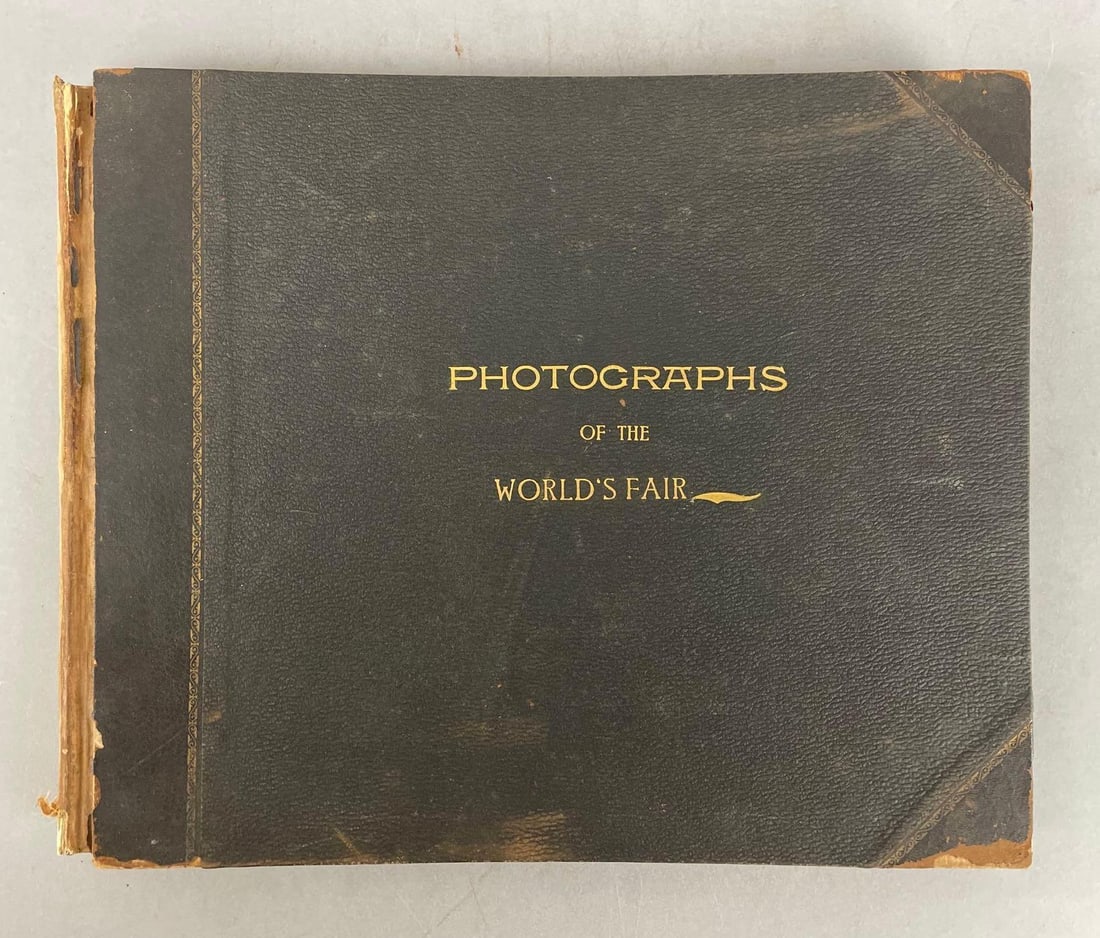 PHOTOGRAPHS
OF THE
WORLD'S FAIR